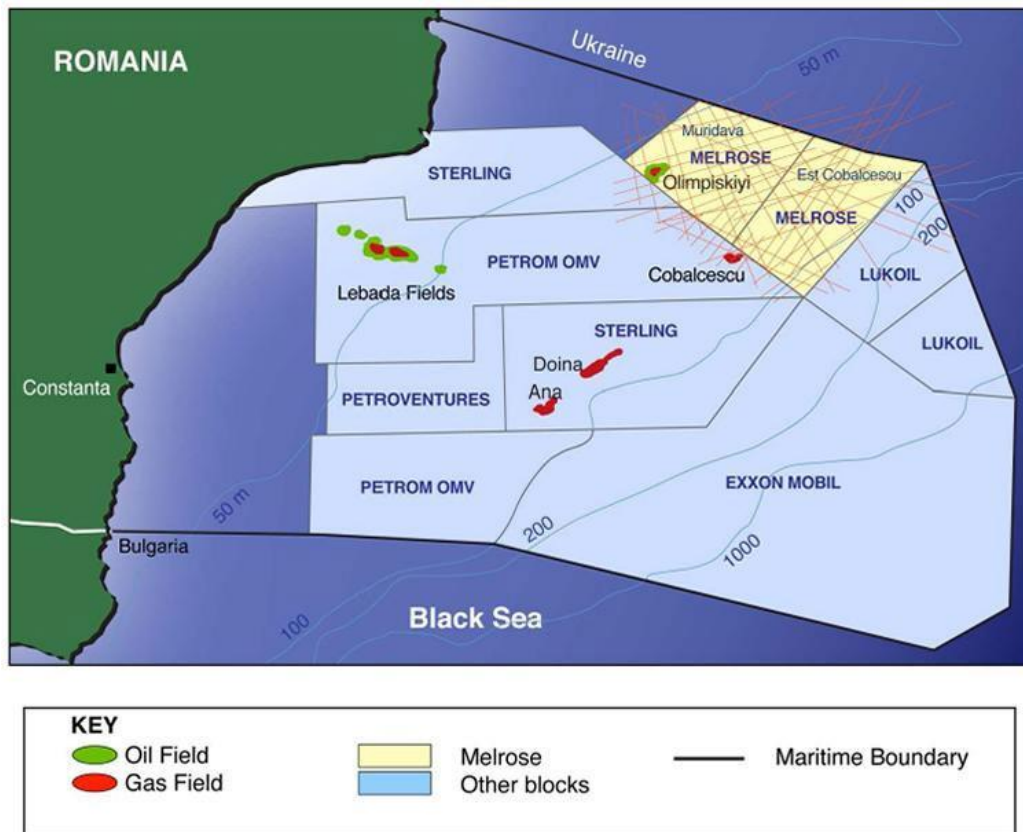 ROMANIA
Ukraine
50 m
Muridava
MELROSE
Olimpiskiyi
Est Cobalcescu
MELROSE
100
200
STERLING
PETROM OMV
Cobalcescu
LUKOIL
Lebada Fields
STERLING
LUKOIL
Doina
Constanta
Ana
PETROVENTURES
PETROM OMV
EXXON MOBIL
50 m
200
1000
Bulgaria
100
Black Sea
KEY
Oil Field
Gas Field
Melrose
Other blocks
Maritime Boundary